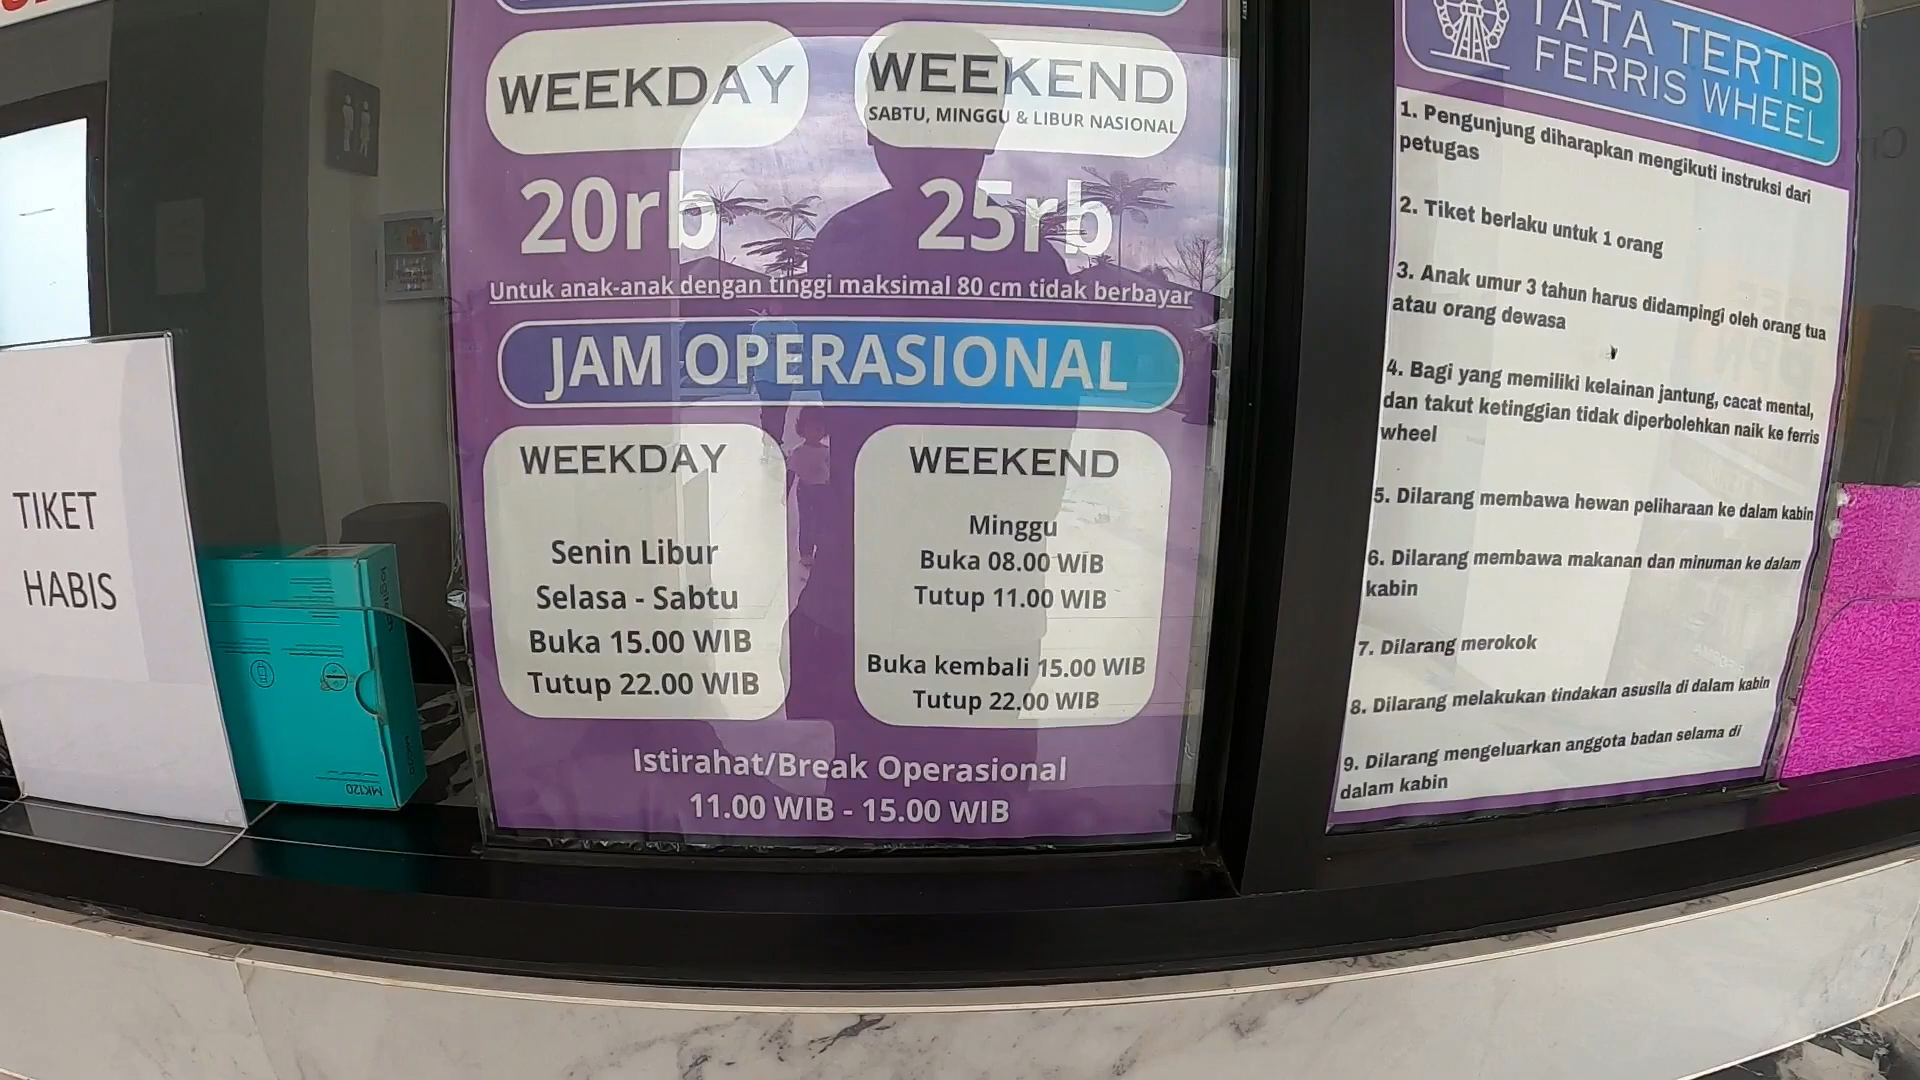 TIKET
HABIS
WEEKDAY
WEEKEND
SABTU, MINGGU & LIBUR NASIONAL
20rb
25rb
Untuk anak-anak dengan tinggi maksimal 80 cm tidak berbayar
JAM OPERASIONAL
WEEKDAY
Senin Libur
Selasa - Sabtu
Buka 15.00 WIB
Tutup 22.00 WIB
WEEKEND
Minggu
Buka 08.00 WIB
Tutup 11.00 WIB
Buka kembali 15.00 WIB
Tutup 22.00 WIB
Istirahat/Break Operasional
11.00 WIB - 15.00 WIB
TATA TERTIB
FERRIS WHEEL
1. Pengunjung diharapkan mengikuti instruksi dari
petugas
2. Tiket berlaku untuk 1 orang
3. Anak umur 3 tahun harus didampingi oleh orang tua
atau orang dewasa
4. Bagi yang memiliki kelainan jantung, cacat mental,
dan takut ketinggian tidak diperbolehkan naik ke ferris
wheel
5. Dilarang membawa hewan peliharaan ke dalam kabin
6. Dilarang membawa makanan dan minuman ke dalam
kabin
7. Dilarang merokok
8. Dilarang melakukan tindakan asusila di dalam kabin
9. Dilarang mengeluarkan anggota badan selama di
dalam kabin
logitech
MK120